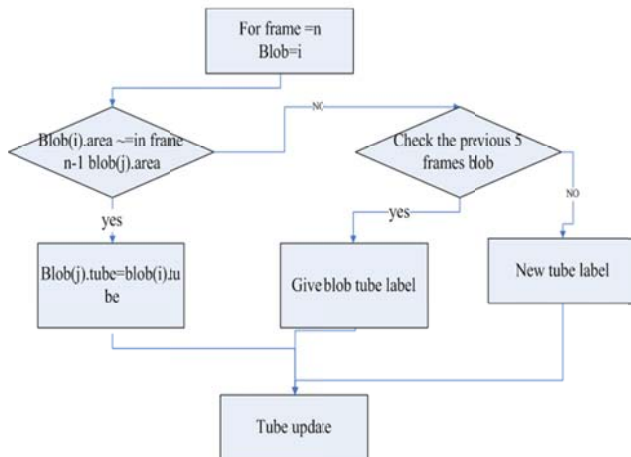 For frame =n
Blob=i
Blob(i).area ~=in frame
n-1 blob(j).area
NO
Check the previous 5
frames blob
yes
yes
NO
Blob(j).tube=blob(i).tu
be
Give blob tube label
New tube label
Tube update